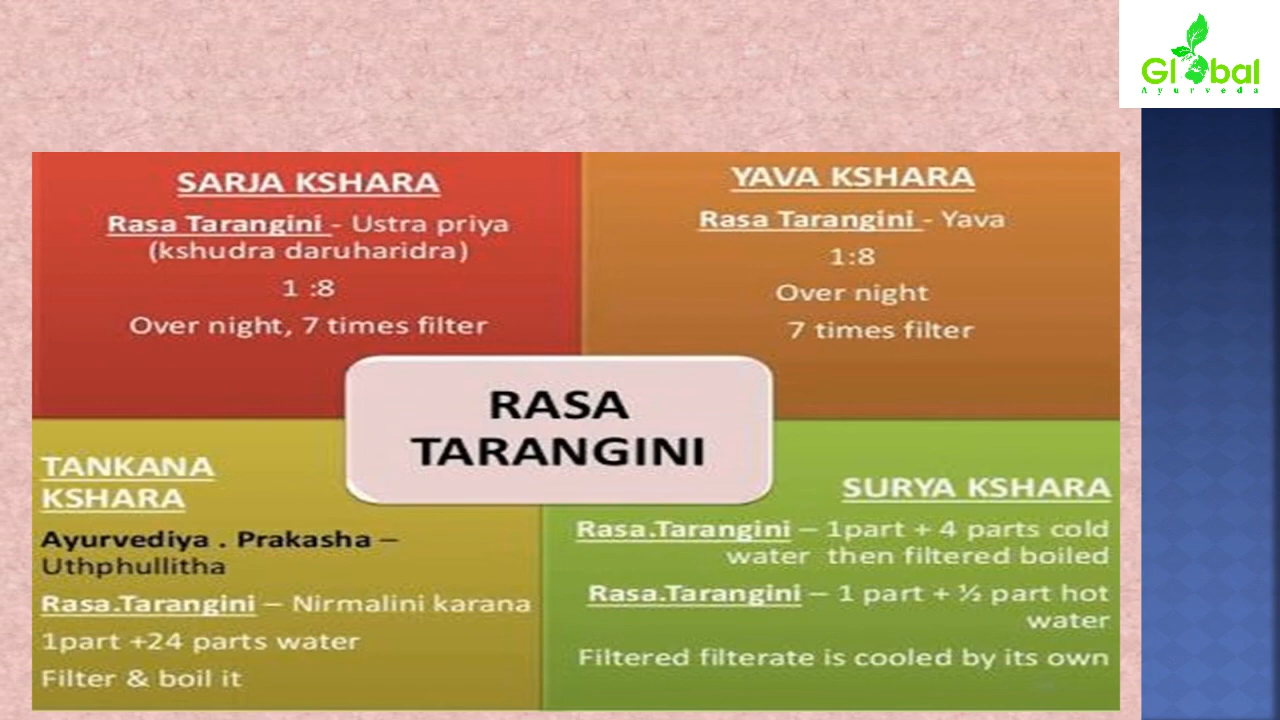 Global
Ayurveda
SARJA KSHARA
Rasa Tarangini - Ustra priya
(kshudra daruharidra)
1 :8
Over night, 7 times filter
YAVA KSHARA
Rasa Tarangini - Yava
1:8
Over night
7 times filter
RASA
TARANGINI
TANKANA
KSHARA
Ayurvediya . Prakasha –
Uthphullitha
Rasa.Tarangini – Nirmalini karana
1part +24 parts water
Filter & boil it
SURYA KSHARA
Rasa.Tarangini – 1part + 4 parts cold
water then filtered boiled
Rasa.Tarangini – 1 part + ½ part hot
water
Filtered filterate is cooled by its own